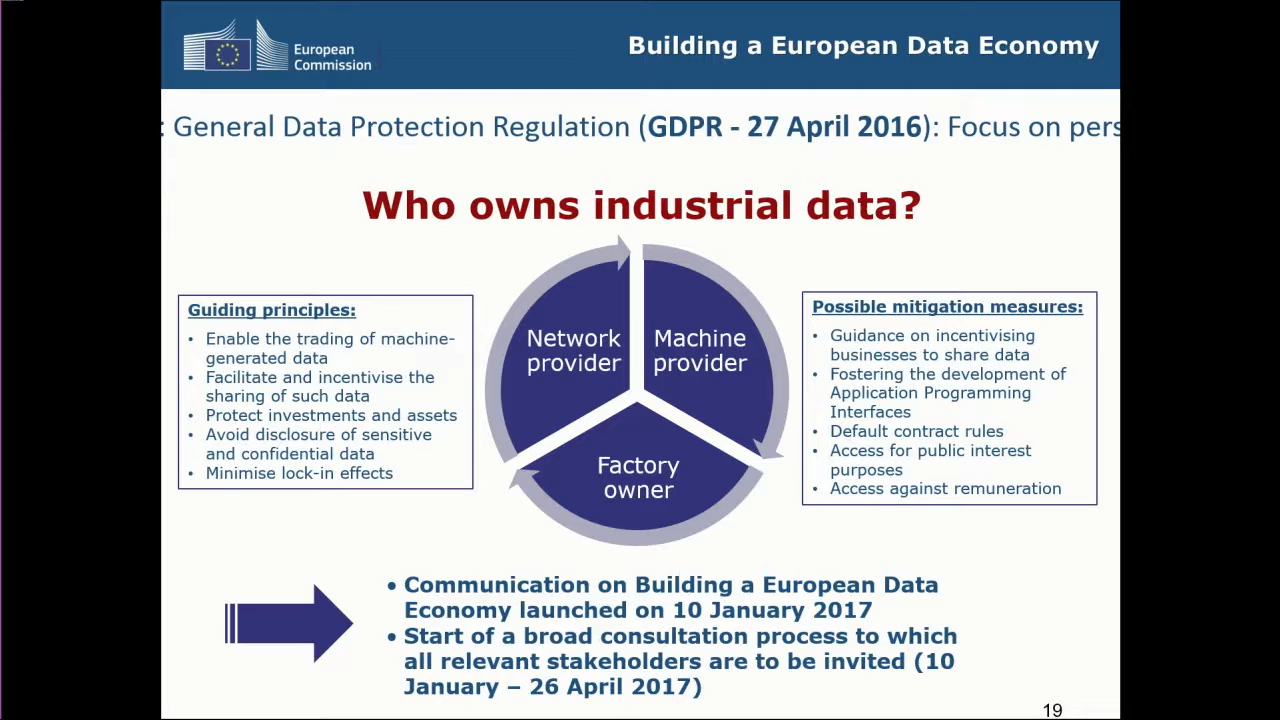 European
Commission
Building a European Data Economy
: General Data Protection Regulation (GDPR - 27 April 2016): Focus on pers
Who owns industrial data?
Guiding principles:
• Enable the trading of machine-
generated data
• Facilitate and incentivise the
sharing of such data
• Protect investments and assets
• Avoid disclosure of sensitive
and confidential data
• Minimise lock-in effects
Network
provider
Machine
provider
Factory
owner
Possible mitigation measures:
• Guidance on incentivising
businesses to share data
• Fostering the development of
Application Programming
Interfaces
• Default contract rules
• Access for public interest
purposes
• Access against remuneration
• Communication on Building a European Data
Economy launched on 10 January 2017
• Start of a broad consultation process to which
all relevant stakeholders are to be invited (10
January – 26 April 2017)
19